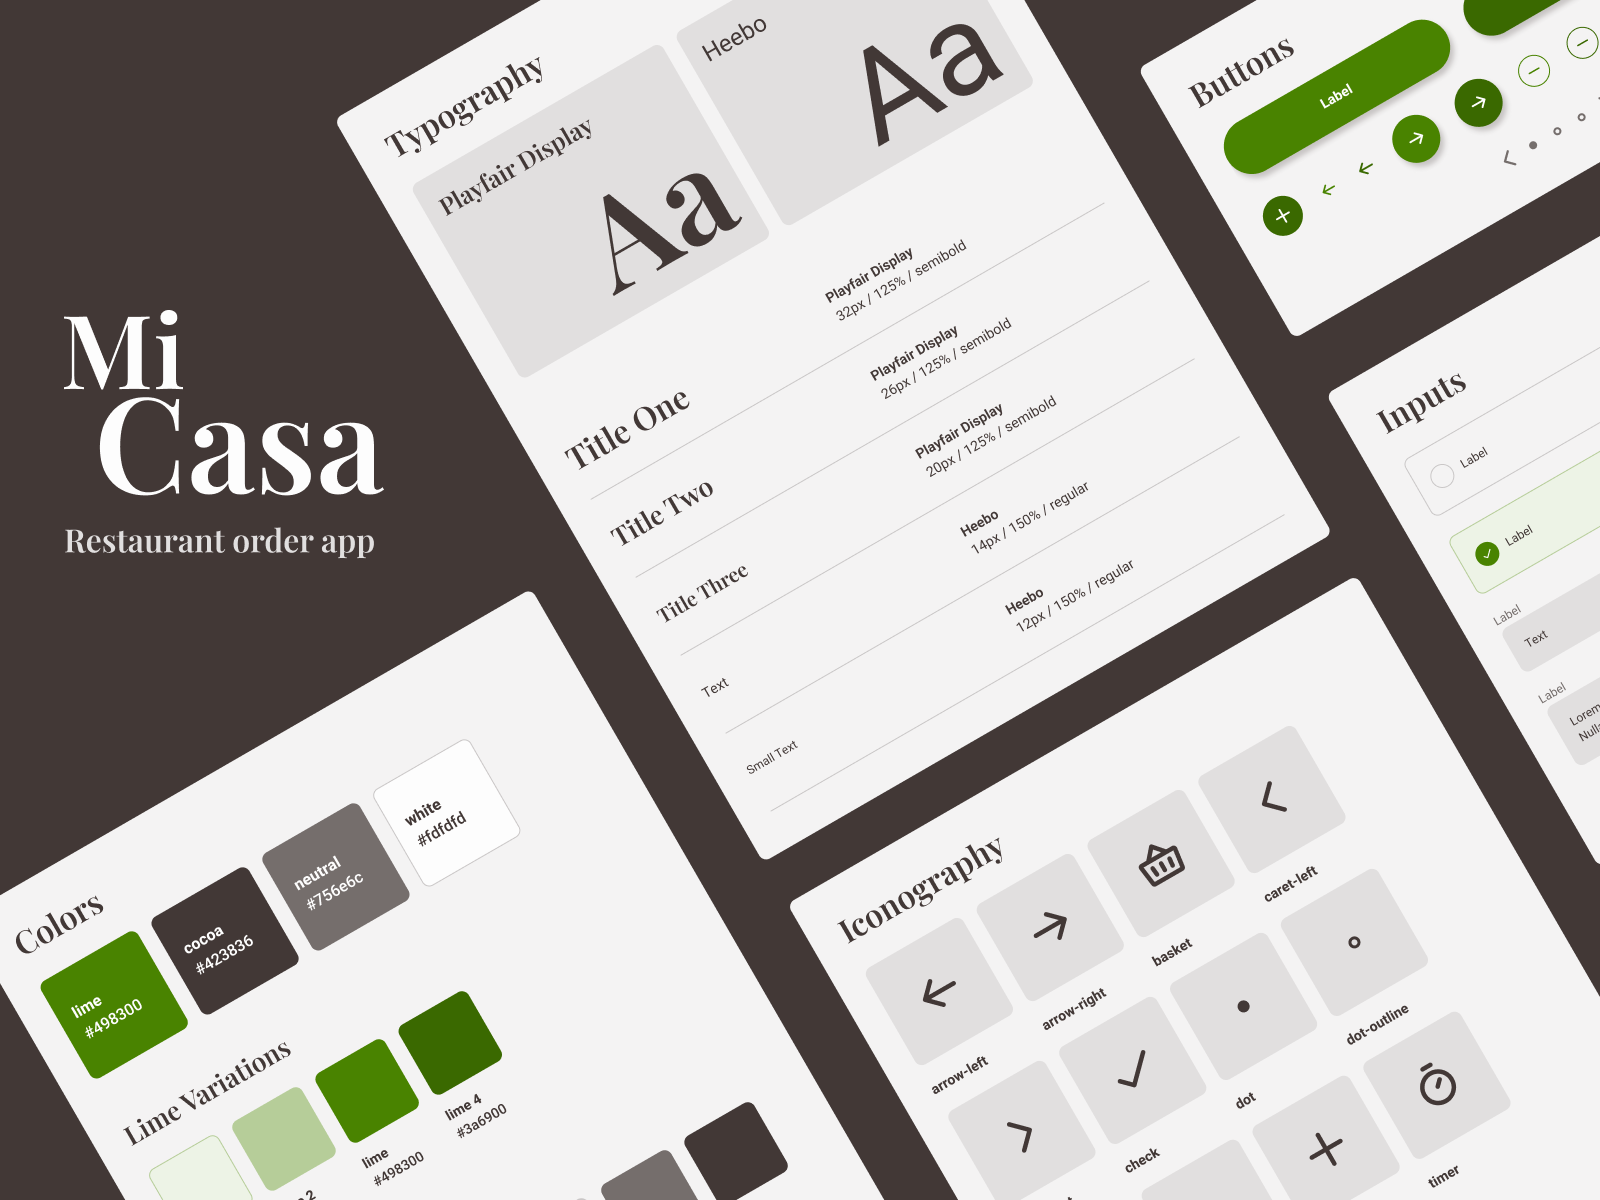 Mi
Casa
Restaurant order app
Typography
Playfair Display
Aa
Heebo
Aa
Title One
Playfair Display
32px / 125% / semibold
Title Two
Playfair Display
26px / 125% / semibold
Title Three
Playfair Display
20px / 125% / semibold
Text
Heebo
14px / 150% / regular
Small Text
Heebo
12px / 150% / regular
Buttons
Label
Inputs
Label
Label
Label
Text
Label
Lorem
Colors
lime
#498300
cocoa
#423836
neutral
#756e6c
white
#fdfdfd
Lime Variations
2
lime
#498300
lime 4
#3a6900
Iconography
arrow-left
arrow-right
basket
caret-left
check
dot
dot-outline
timer